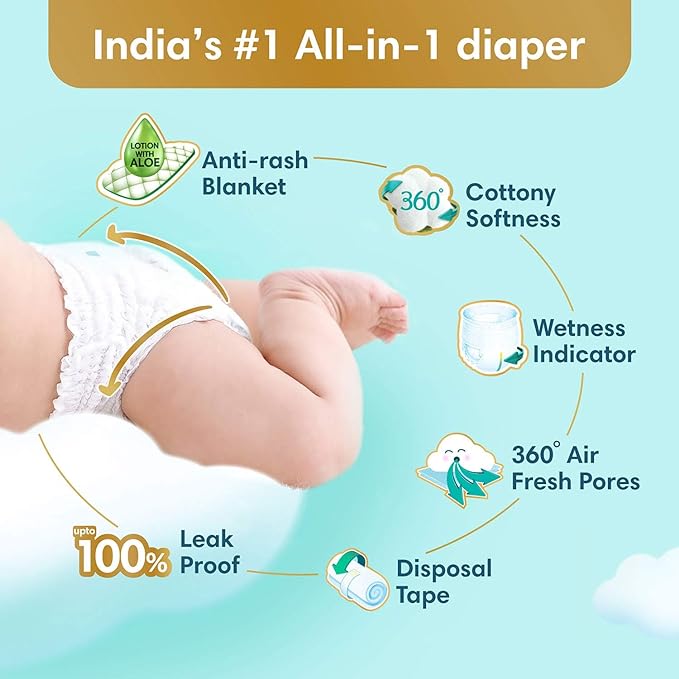 India's #1 All-in-1 diaper
LOTION
WITH
ALOE
Anti-rash
Blanket
360°
Cottony
Softness
Wetness
Indicator
360° Air
Fresh Pores
upto
100%
Leak
Proof
Disposal
Tape